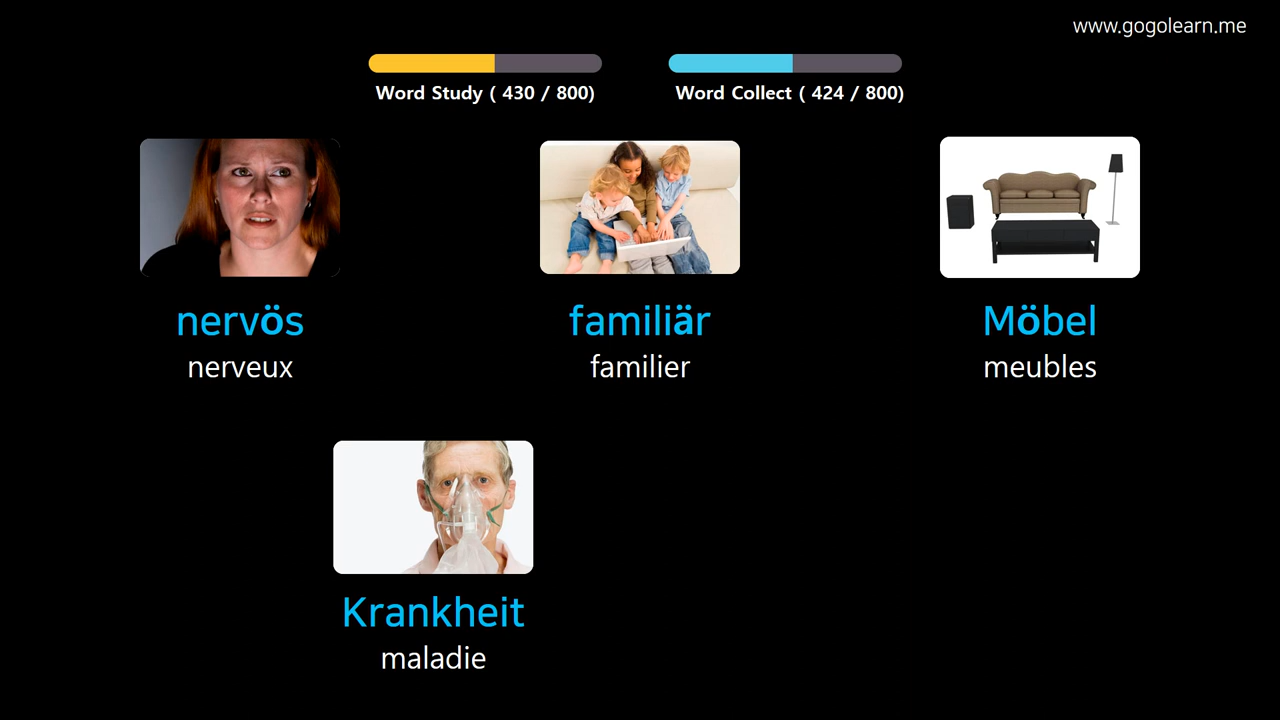 www.gogolearn.me
Word Study ( 430 / 800)
Word Collect ( 424 / 800)
nervös
familiär
Möbel
nerveux
familier
meubles
Krankheit
maladie